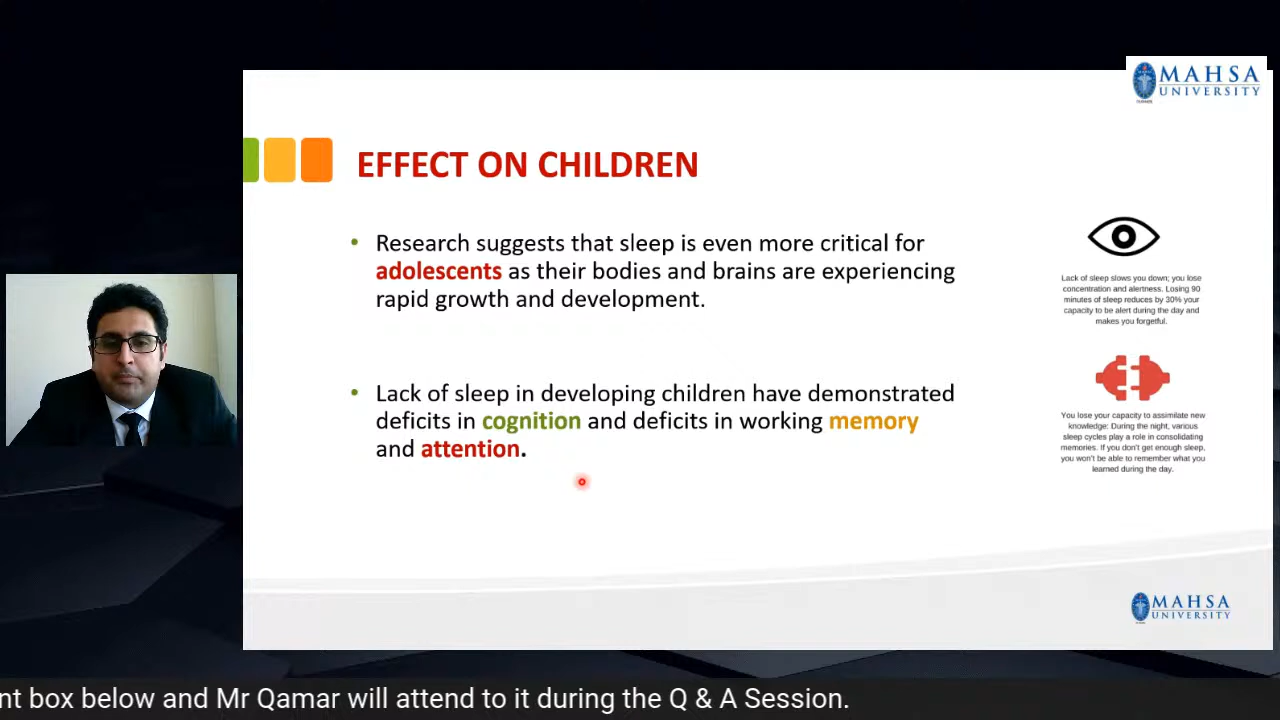 MAHSA
UNIVERSITY
EFFECT ON CHILDREN
• Research suggests that sleep is even more critical for
adolescents as their bodies and brains are experiencing
rapid growth and development.
• Lack of sleep in developing children have demonstrated
deficits in cognition and deficits in working memory
and attention.
Lack of sleep slows you down; you lose
concentration and alertness. Losing 90
minutes of sleep reduces by 30% your
capacity to be alert during the day and
makes you forgetful.
You lose your capacity to assimilate new
knowledge: During the night, various
sleep cycles play a role in consolidating
memories. If you don't get enough sleep,
you won't be able to remember what you
learned during the day.
MAHSA
UNIVERSITY
nt box below and Mr Qamar will attend to it during the Q & A Session.